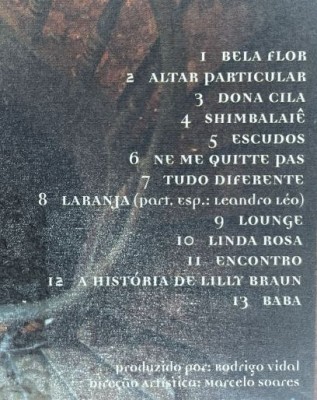 1 BELA FLOR
2 ALTAR PARTICULAR
3 DONA CILA
4 SHIMBALAIÊ
5 ESCUDOS
6 NE ME QUITTE PAS
7 TUDO DIFERENTE
8 LARANJA (part. esp.: Leandro Léo)
9 LOUNGE
10 LINDA ROSA
11 ENCONTRO
12 A HISTÓRIA DE LILLY BRAUN
13 BABA
produzido por: Rodrigo Vidal
Direção Artística: Marcelo Soares